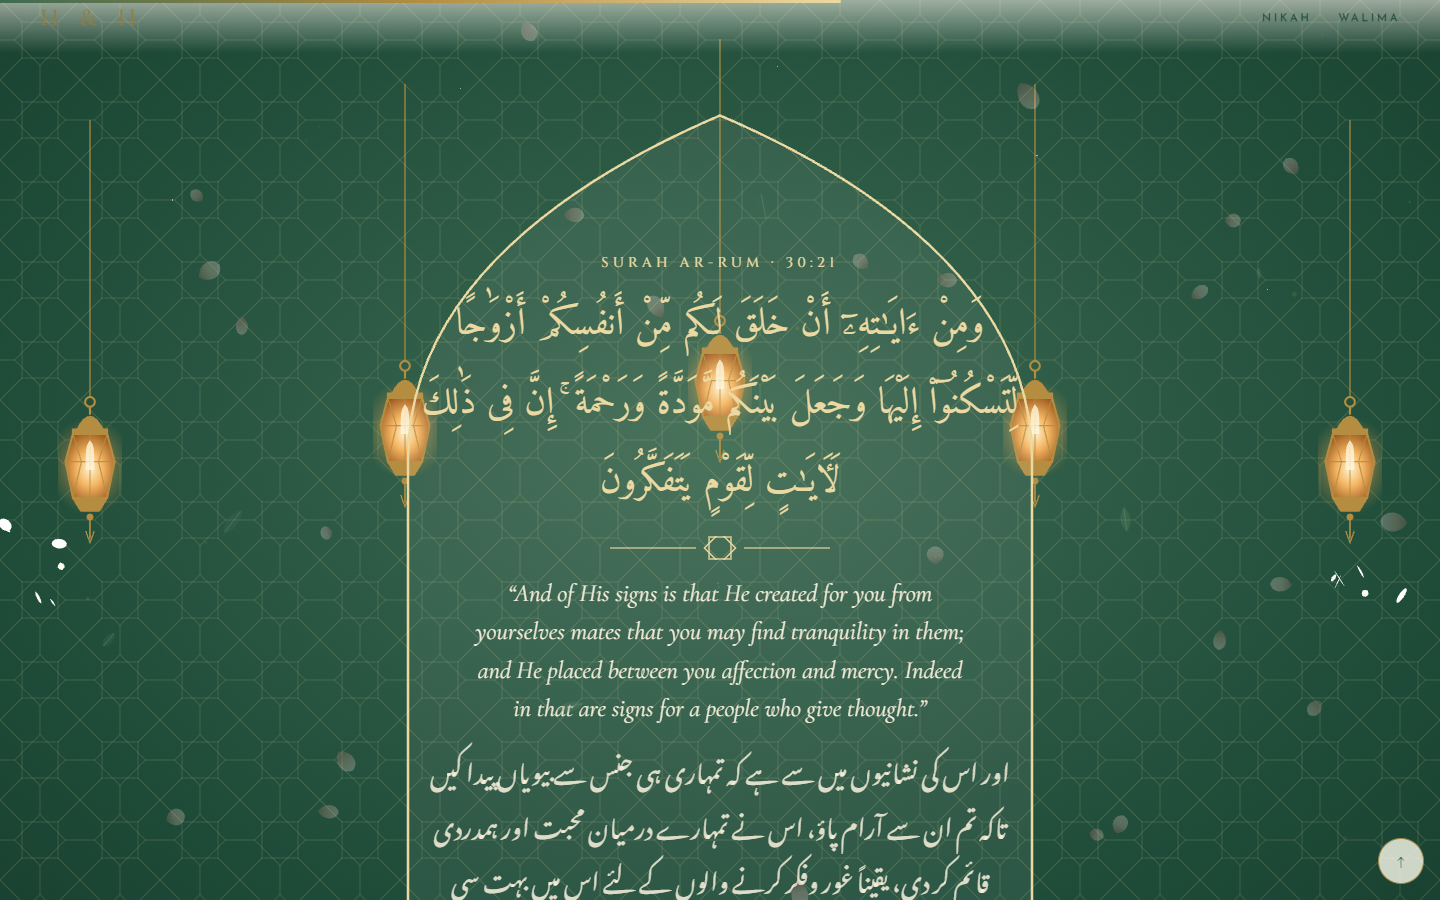 NIKAH WALIMA
SURAH AR-RUM · 30:21
وَمِنْ ءَايَـٰتِهِۦٓ أَنْ خَلَقَ لَكُم مِّنْ أَنفُسِكُمْ أَزْوَٰجًا
لِّتَسْكُنُوٓا۟ إِلَيْهَا وَجَعَلَ بَيْنَكُم مَّوَدَّةً وَرَحْمَةً ۚ إِنَّ فِى ذَٰلِكَ
لَـَٔايَـٰتٍ لِّقَوْمٍ يَتَفَكَّرُونَ
“And of His signs is that He created for you from
yourselves mates that you may find tranquility in them;
and He placed between you affection and mercy. Indeed
in that are signs for a people who give thought.”
اور اس کی نشانیوں میں سے ہے کہ تمہاری ہی جنس سے بیویاں پیدا کیں
تاکہ تم ان سے آرام پاؤ، اس نے تمہارے درمیان محبت اور ہمدردی
قائم کر دی، یقیناً غور وفکر کرنے والوں کے لئے اس میں بہت سی
↑